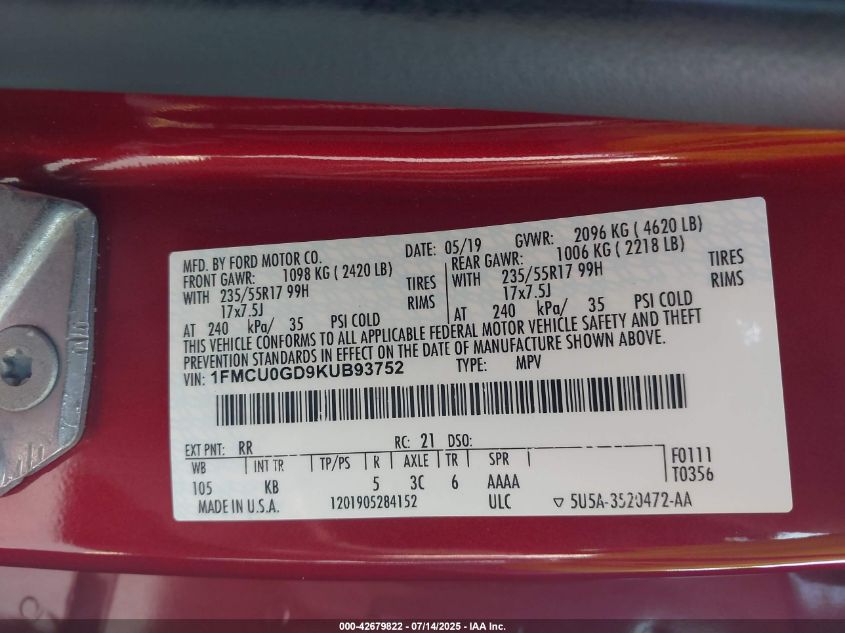 MFD. BY FORD MOTOR CO. DATE: 05/19 GVWR: 2096 KG ( 4620 LB)
FRONT GAWR: 1098 KG ( 2420 LB) REAR GAWR: 1006 KG ( 2218 LB)
WITH 235/55R17 99H TIRES WITH 235/55R17 99H TIRES
17x7.5J RIMS 17x7.5J RIMS
AT 240 kPa/ 35 PSI COLD AT 240 kPa/ 35 PSI COLD
THIS VEHICLE CONFORMS TO ALL APPLICABLE FEDERAL MOTOR VEHICLE SAFETY AND THEFT
PREVENTION STANDARDS IN EFFECT ON THE DATE OF MANUFACTURE SHOWN ABOVE.
VIN: 1FMCU0GD9KUB93752 TYPE: MPV
EXT PNT: RR RC: 21 DSO:
WB INT TR TP/PS R AXLE TR SPR F0111
105 KB 5 3C 6 AAAA T0356
MADE IN U.S.A. 1201905284152 ULC 5U5A-3520472-AA
000-42679822 - 07/14/2025 - IAA Inc.